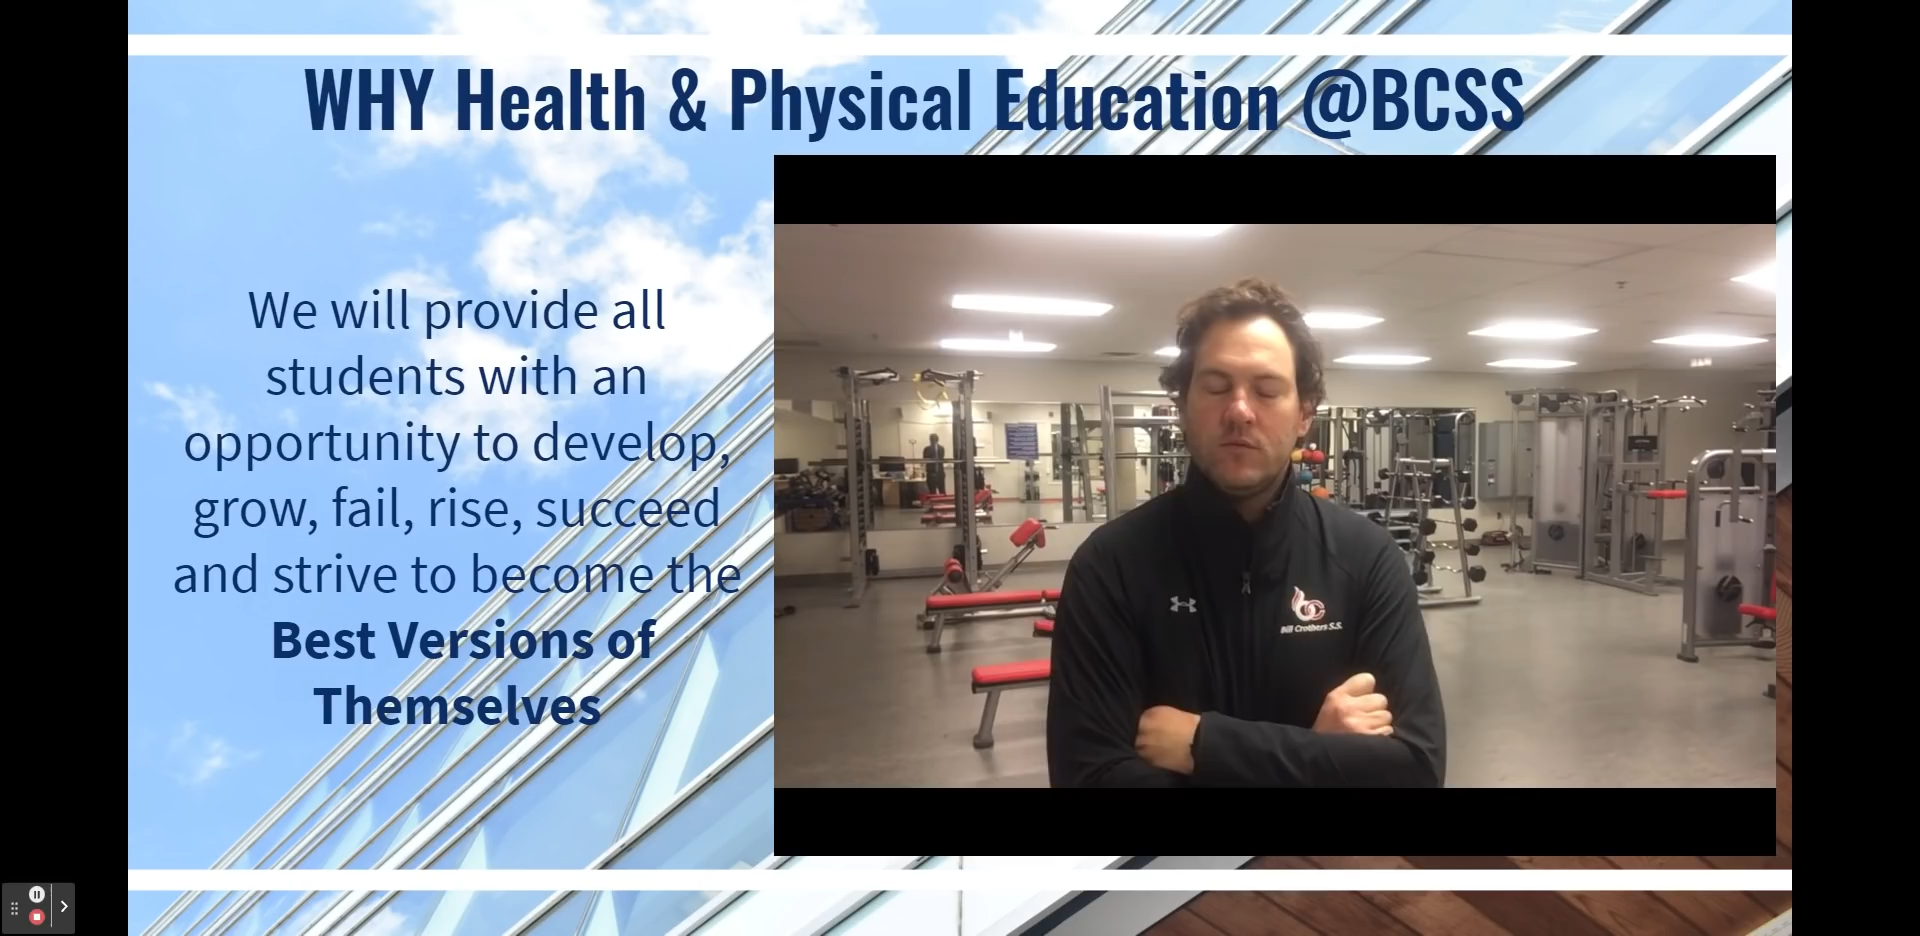 WHY Health & Physical Education @BCSS
We will provide all
students with an
opportunity to develop,
grow, fail, rise, succeed
and strive to become the
Best Versions of
Themselves
Bill Crothers S.S.